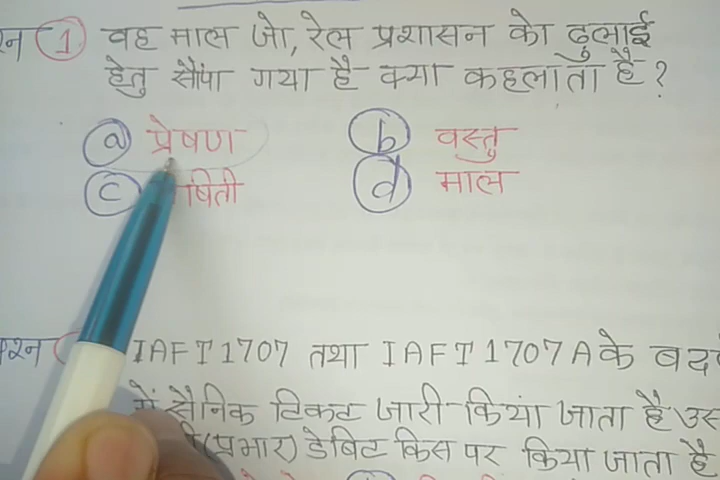 प्रश्न 1 वह माल जो, रेल प्रशासन को ढुलाई
हेतु सौंपा गया है क्या कहलाता है ?
a प्रेषण b वस्तु
c षिती d माल
प्रश्न IAFT 1707 तथा IAFT 1707 A के बद
में सैनिक टिकट जारी किया जाता है उस
(प्रभार) डेबिट किस पर किया जाता है